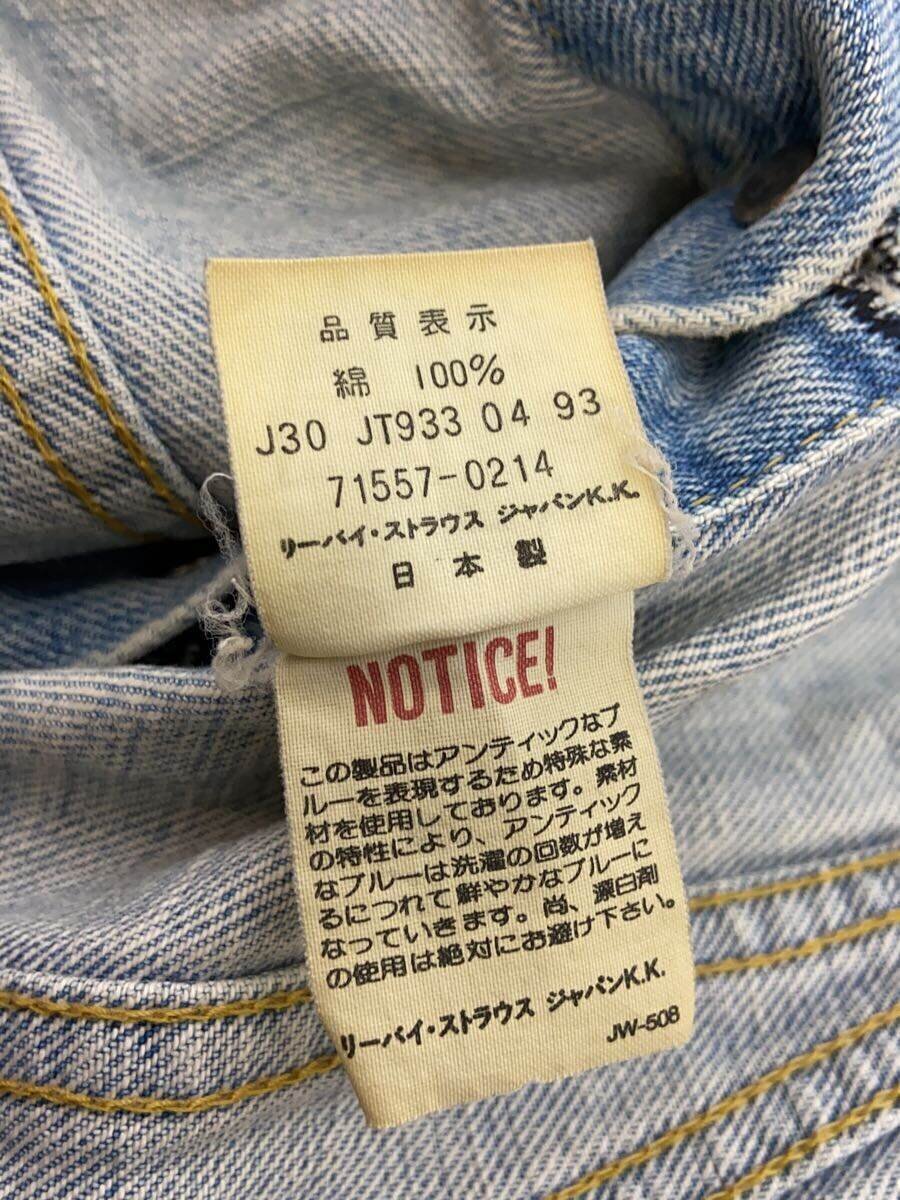 品質表示
綿 100%
J30 JT933 04 93
71557-0214
リーバイ・ストラウス ジャパンK.K.
日本製
NOTICE!
この製品はアンティックなブ
ルーを表現するため特殊な素
材を使用しております。素材
の特性により、アンティック
なブルーは洗濯の回数が増え
るにつれて鮮やかなブルーに
なっていきます。尚、漂白剤
の使用は絶対にお避け下さい。
リーバイ・ストラウス ジャパンK.K.
JW-508